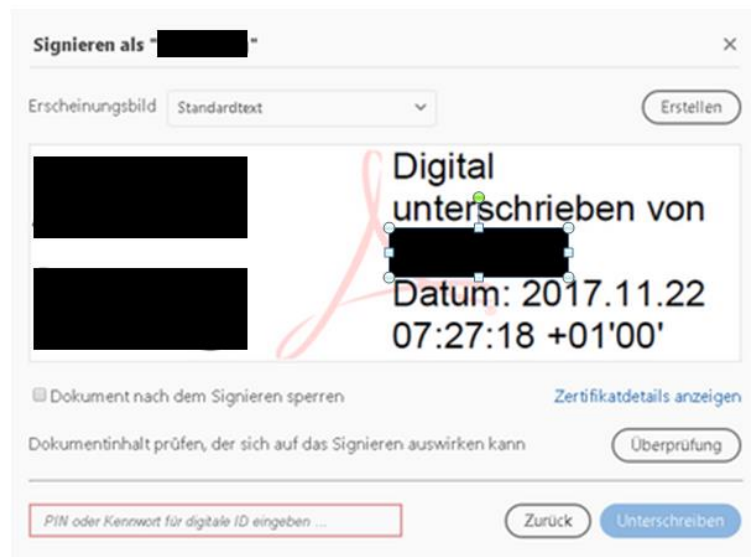 Signieren als " "
Erscheinungsbild Standardtext Erstellen
Digital
unterschrieben von
Datum: 2017.11.22
07:27:18 +01'00'
Dokument nach dem Signieren sperren Zertifikatdetails anzeigen
Dokumentinhalt prüfen, der sich auf das Signieren auswirken kann Überprüfung
PIN oder Kennwort für digitale ID eingeben ... Zurück Unterschreiben